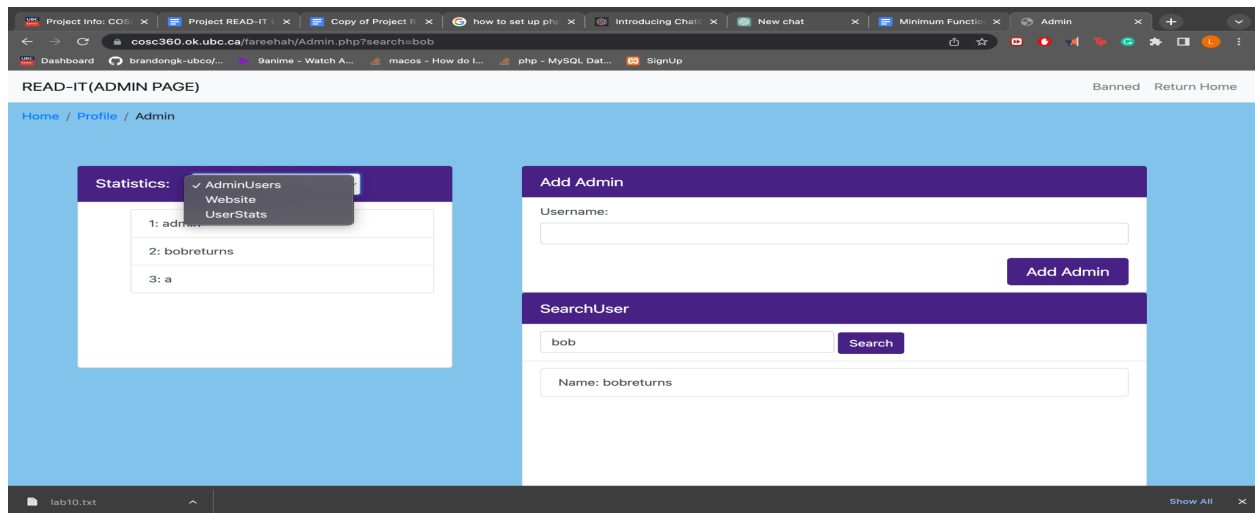 Project Info: COS
Project READ-IT
Copy of Project R
how to set up php
Introducing Chat
New chat
Minimum Functio
Admin
cosc360.ok.ubc.ca/fareehah/Admin.php?search=bob
Dashboard
brandongk-ubco/...
9anime - Watch A...
macos - How do I...
php - MySQL Dat...
SignUp
READ-IT(ADMIN PAGE)
Banned Return Home
Home / Profile / Admin
Statistics:
✓ AdminUsers
Website
UserStats
1: admin
2: bobreturns
3: a
Add Admin
Username:
Add Admin
SearchUser
bob
Search
Name: bobreturns
lab10.txt
Show All